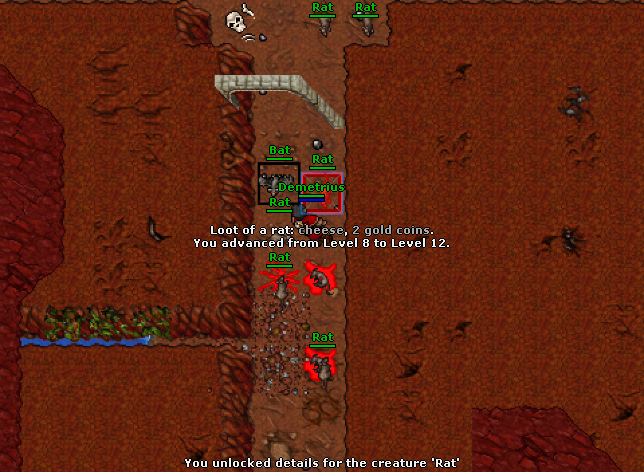 Rat
Rat
Bat
Rat
Demetrius
Rat
Loot of a rat: cheese, 2 gold coins.
You advanced from Level 8 to Level 12.
Rat
Rat
You unlocked details for the creature 'Rat'